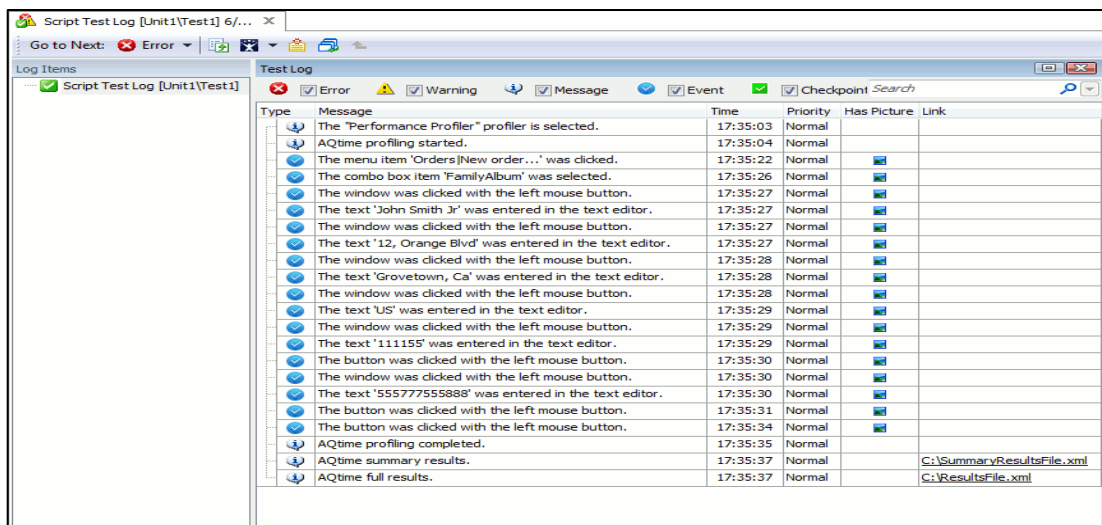 Script Test Log [Unit1\Test1] 6/...
Go to Next: Error
Log Items
Script Test Log [Unit1\Test1]
Test Log
Error Warning Message Event Checkpoint Search
Type Message Time Priority Has Picture Link
The "Performance Profiler" profiler is selected. 17:35:03 Normal
AQtime profiling started. 17:35:04 Normal
The menu item 'Orders|New order...' was clicked. 17:35:22 Normal
The combo box item 'FamilyAlbum' was selected. 17:35:26 Normal
The window was clicked with the left mouse button. 17:35:27 Normal
The text 'John Smith Jr' was entered in the text editor. 17:35:27 Normal
The window was clicked with the left mouse button. 17:35:27 Normal
The text '12, Orange Blvd' was entered in the text editor. 17:35:27 Normal
The window was clicked with the left mouse button. 17:35:28 Normal
The text 'Grovetown, Ca' was entered in the text editor. 17:35:28 Normal
The window was clicked with the left mouse button. 17:35:28 Normal
The text 'US' was entered in the text editor. 17:35:29 Normal
The window was clicked with the left mouse button. 17:35:29 Normal
The text '111155' was entered in the text editor. 17:35:29 Normal
The button was clicked with the left mouse button. 17:35:30 Normal
The window was clicked with the left mouse button. 17:35:30 Normal
The text '555777555888' was entered in the text editor. 17:35:30 Normal
The button was clicked with the left mouse button. 17:35:31 Normal
The button was clicked with the left mouse button. 17:35:34 Normal
AQtime profiling completed. 17:35:35 Normal
AQtime summary results. 17:35:37 Normal C:\SummaryResultsFile.xml
AQtime full results. 17:35:37 Normal C:\ResultsFile.xml